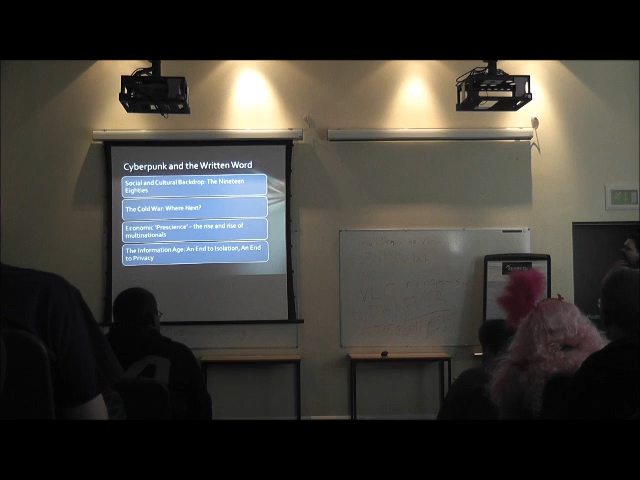 Cyberpunk and the Written Word
Social and Cultural Backdrop: The Nineteen
Eighties
The Cold War: Where Next?
Economic 'Prescience' – the rise and rise of
multinationals
The Information Age: An End to Isolation, An End
to Privacy